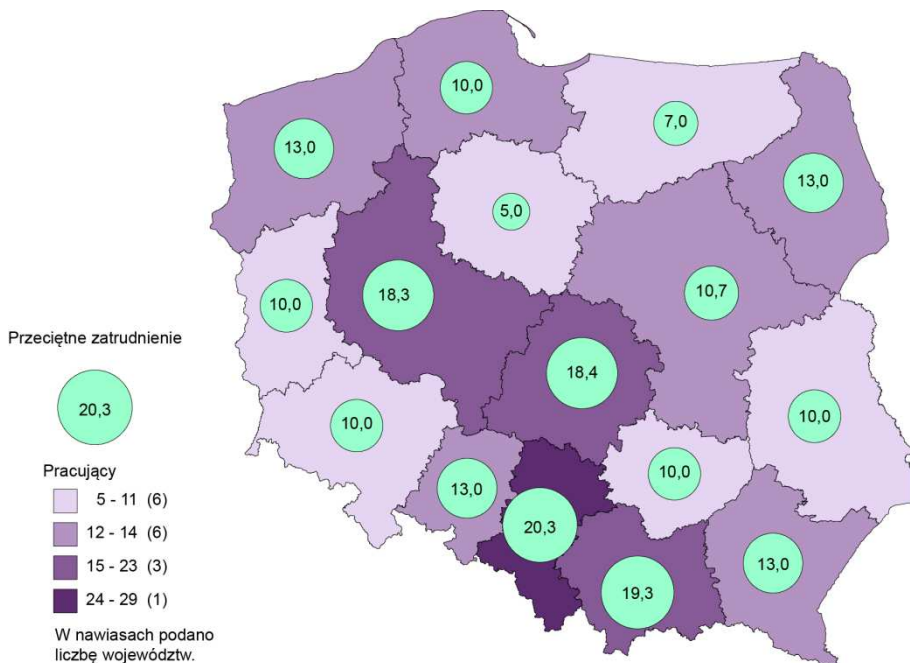 10,0
7,0
13,0
13,0
5,0
10,7
18,3
10,0
Przeciętne zatrudnienie
18,4
20,3
10,0
10,0
10,0
Pracujący
13,0
5 - 11 (6)
20,3
12 - 14 (6)
13,0
15 - 23 (3)
19,3
24 - 29 (1)
W nawiasach podano
liczbę województw.